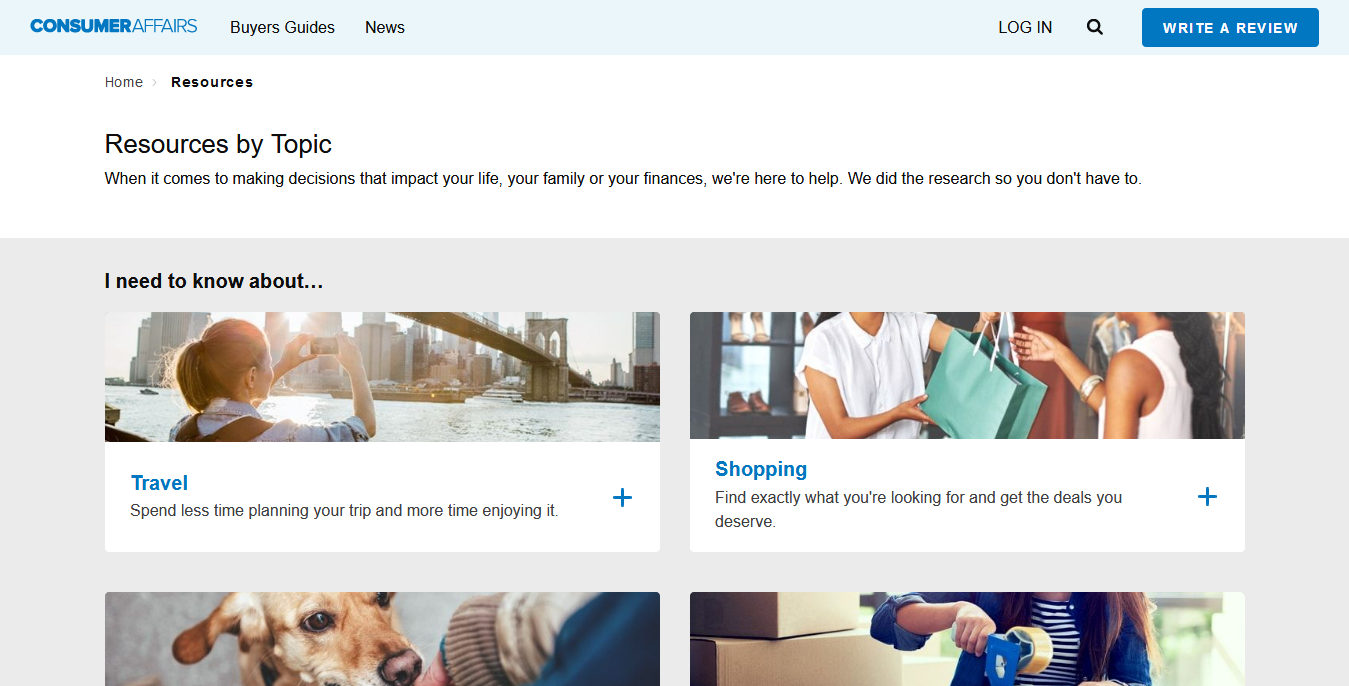 CONSUMERAFFAIRS Buyers Guides News LOG IN WRITE A REVIEW
Home Resources
Resources by Topic
When it comes to making decisions that impact your life, your family or your finances, we're here to help. We did the research so you don't have to.
I need to know about…
Travel
Spend less time planning your trip and more time enjoying it.
Shopping
Find exactly what you're looking for and get the deals you
deserve.